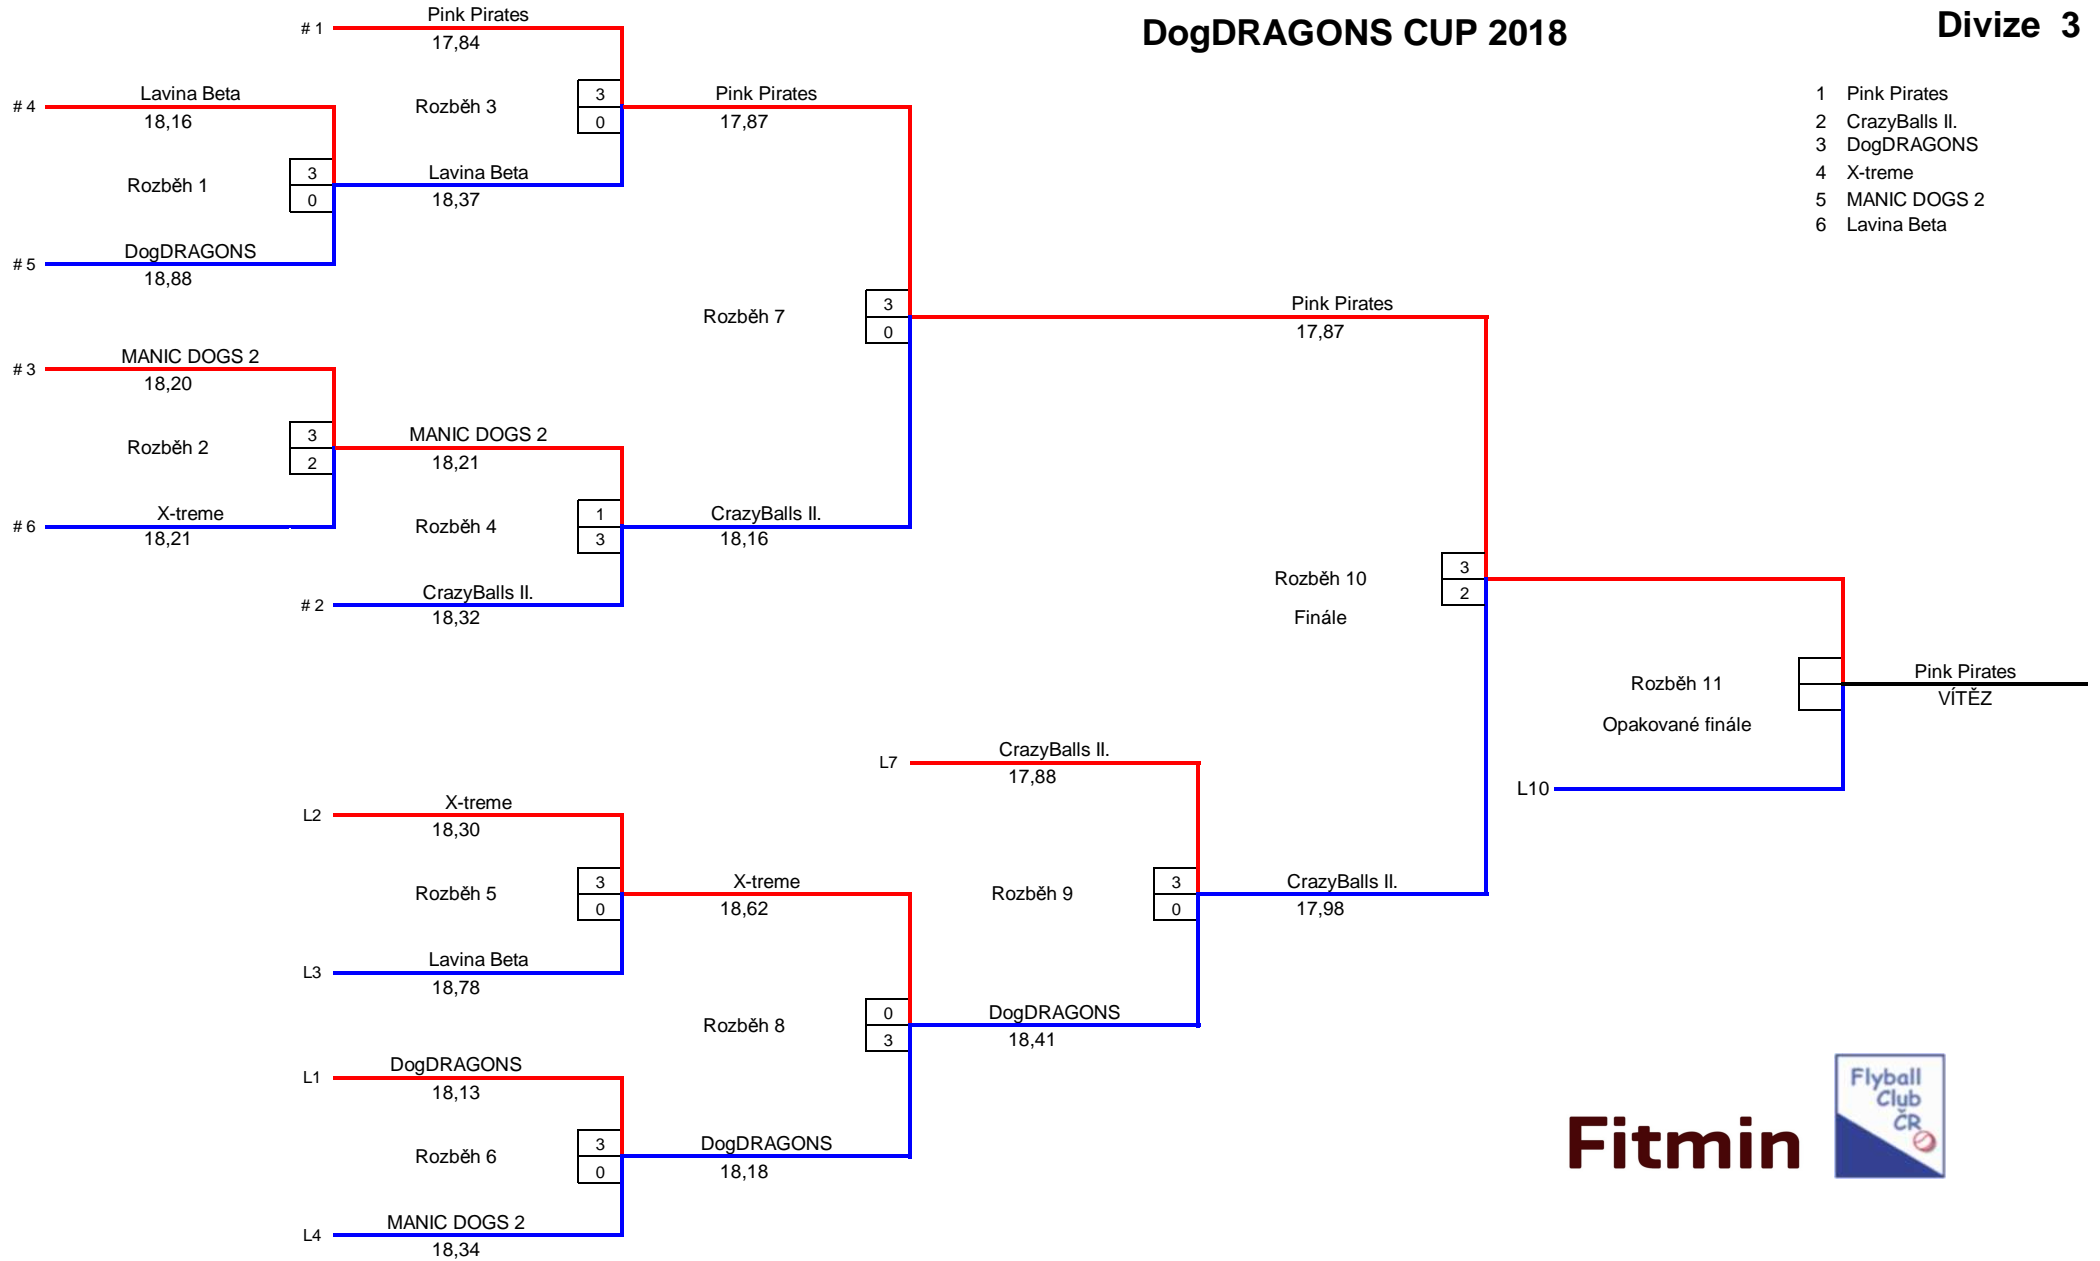 DogDRAGONS CUP 2018
Divize 3
1 Pink Pirates
2 CrazyBalls II.
3 DogDRAGONS
4 X-treme
5 MANIC DOGS 2
6 Lavina Beta
# 1
Pink Pirates
17,84
# 4
Lavina Beta
18,16
Rozběh 3
3
0
Pink Pirates
17,87
Rozběh 1
3
0
Lavina Beta
18,37
# 5
DogDRAGONS
18,88
Rozběh 7
3
0
Pink Pirates
17,87
# 3
MANIC DOGS 2
18,20
Rozběh 2
3
2
MANIC DOGS 2
18,21
# 6
X-treme
18,21
Rozběh 4
1
3
CrazyBalls II.
18,16
# 2
CrazyBalls II.
18,32
Rozběh 10
Finále
3
2
Rozběh 11
Opakované finále
Pink Pirates
VÍTĚZ
L10
L7
CrazyBalls II.
17,88
L2
X-treme
18,30
Rozběh 5
3
0
X-treme
18,62
Rozběh 9
3
0
CrazyBalls II.
17,98
L3
Lavina Beta
18,78
Rozběh 8
0
3
DogDRAGONS
18,41
L1
DogDRAGONS
18,13
Rozběh 6
3
0
DogDRAGONS
18,18
L4
MANIC DOGS 2
18,34
Fitmin
Flyball
Club
ČR